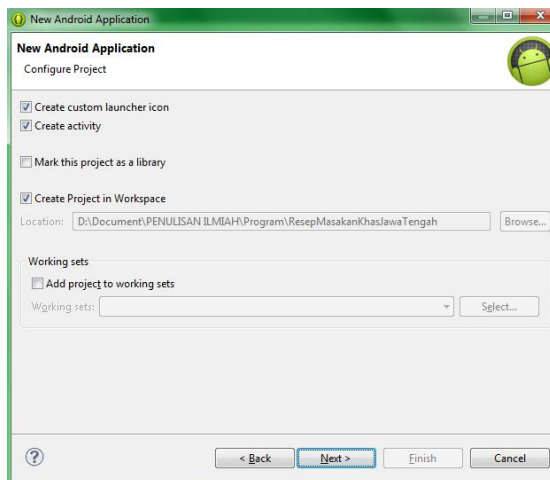 New Android Application
New Android Application
Configure Project
Create custom launcher icon
Create activity
Mark this project as a library
Create Project in Workspace
Location: D:\Document\PENULISAN ILMIAH\Program\ResepMasakanKhasJawaTengah Browse...
Working sets
Add project to working sets
Working sets: Select...
? < Back Next > Finish Cancel